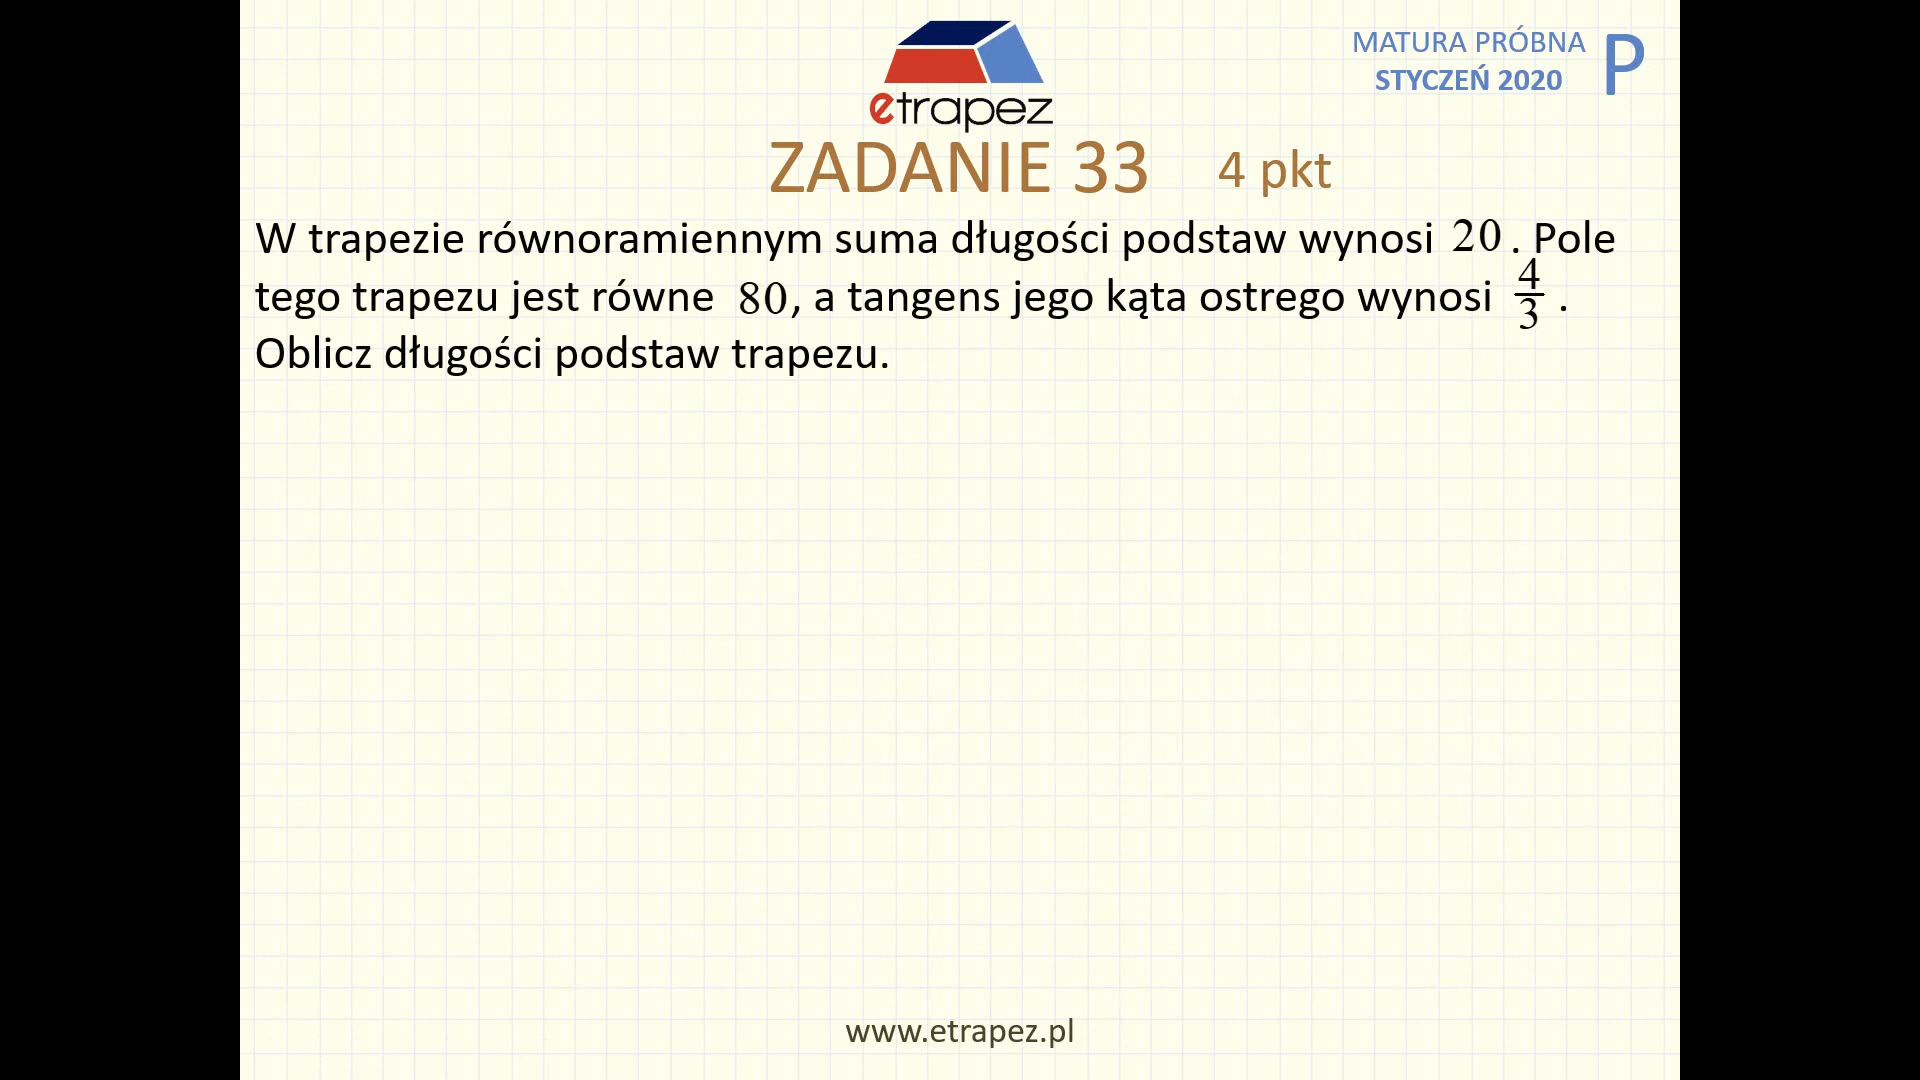 MATURA PRÓBNA
STYCZEŃ 2020
P
etrapez
ZADANIE 33 4 pkt
W trapezie równoramiennym suma długości podstaw wynosi 20. Pole
tego trapezu jest równe 80, a tangens jego kąta ostrego wynosi 4/3.
Oblicz długości podstaw trapezu.
www.etrapez.pl